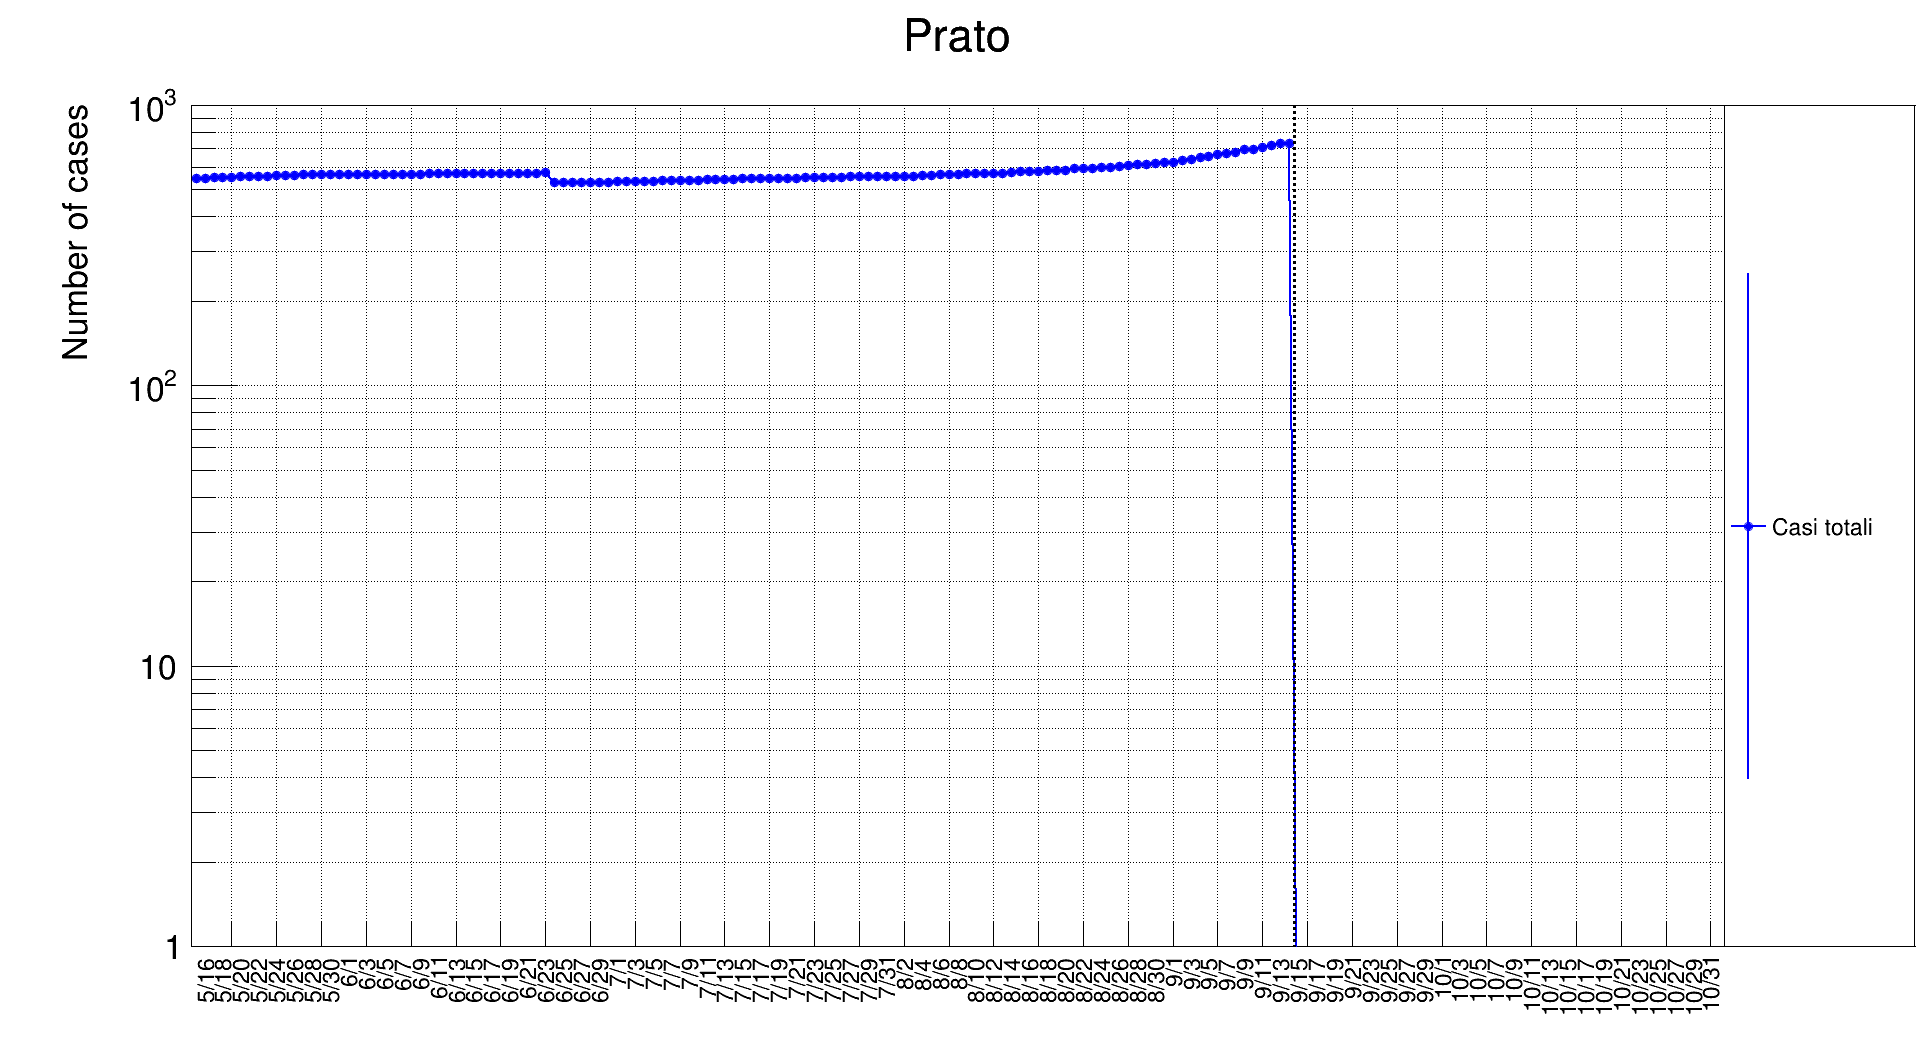 Prato
Number of cases
10³
10²
10
1
5/16 5/18 5/20 5/22 5/24 5/26 5/28 5/30 6/1 6/3 6/5 6/7 6/9 6/11 6/13 6/15 6/17 6/19 6/21 6/23 6/25 6/27 6/29 7/1 7/3 7/5 7/7 7/9 7/11 7/13 7/15 7/17 7/19 7/21 7/23 7/25 7/27 7/29 7/31 8/2 8/4 8/6 8/8 8/10 8/12 8/14 8/16 8/18 8/20 8/22 8/24 8/26 8/28 8/30 9/1 9/3 9/5 9/7 9/9 9/11 9/13 9/15 9/17 9/19 9/21 9/23 9/25 9/27 9/29 10/1 10/3 10/5 10/7 10/9 10/11 10/13 10/15 10/17 10/19 10/21 10/23 10/25 10/27 10/29 10/31
Casi totali